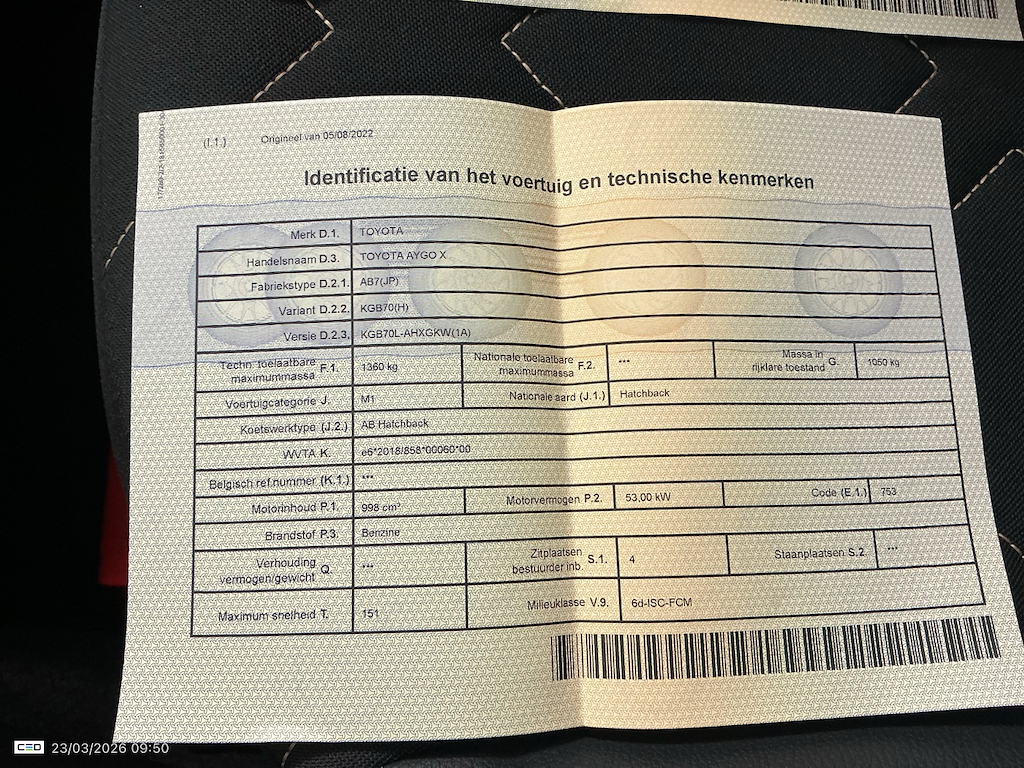 (I.1.) Origineel van 05/08/2022
Identificatie van het voertuig en technische kenmerken
Merk D.1. TOYOTA
Handelsnaam D.3. TOYOTA AYGO X
Fabriekstype D.2.1. AB7(JP)
Variant D.2.2. KGB70(H)
Versie D.2.3. KGB70L-AHXGKW(1A)
Techn. toelaatbare maximummassa F.1. 1360 kg Nationale toelaatbare maximummassa F.2. *** Massa in rijklare toestand G. 1050 kg
Voertuigcategorie J. M1 Nationale aard (J.1.) Hatchback
Koetswerktype (J.2.) AB Hatchback
WVTA K. e6*2018/858*00060*00
Belgisch ref.nummer (K.1.) ***
Motorinhoud P.1. 998 cm³ Motorvermogen P.2. 53,00 kW Code (E.1.) 753
Brandstof P.3. Benzine
Verhouding vermogen/gewicht Q. *** Zitplaatsen bestuurder inb. S.1. 4 Staanplaatsen S.2. ***
Maximum snelheid T. 151 Milieuklasse V.9. 6d-ISC-FCM
CEO 23/03/2026 09:50